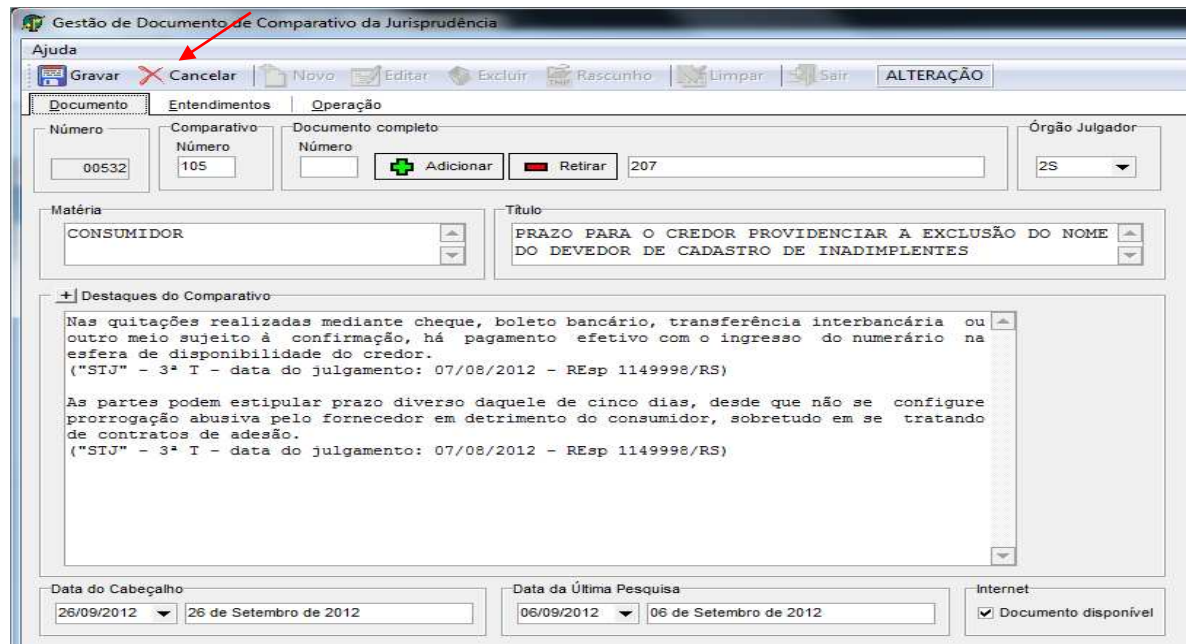 Gestão de Documento de Comparativo da Jurisprudência
Ajuda
Gravar Cancelar Novo Editar Excluir Rascunho Limpar Sair ALTERAÇÃO
Documento Entendimentos Operação
Número Comparativo Documento completo Órgão Julgador
Número Número
00532 105 Adicionar Retirar 207 2S
Matéria Título
CONSUMIDOR PRAZO PARA O CREDOR PROVIDENCIAR A EXCLUSÃO DO NOME
DO DEVEDOR DE CADASTRO DE INADIMPLENTES
+ Destaques do Comparativo
Nas quitações realizadas mediante cheque, boleto bancário, transferência interbancária ou
outro meio sujeito à confirmação, há pagamento efetivo com o ingresso do numerário na
esfera de disponibilidade do credor.
("STJ" - 3ª T - data do julgamento: 07/08/2012 - REsp 1149998/RS)
As partes podem estipular prazo diverso daquele de cinco dias, desde que não se configure
prorrogação abusiva pelo fornecedor em detrimento do consumidor, sobretudo em se tratando
de contratos de adesão.
("STJ" - 3ª T - data do julgamento: 07/08/2012 - REsp 1149998/RS)
Data do Cabeçalho Data da Última Pesquisa Internet
26/09/2012 26 de Setembro de 2012 06/09/2012 06 de Setembro de 2012 Documento disponível